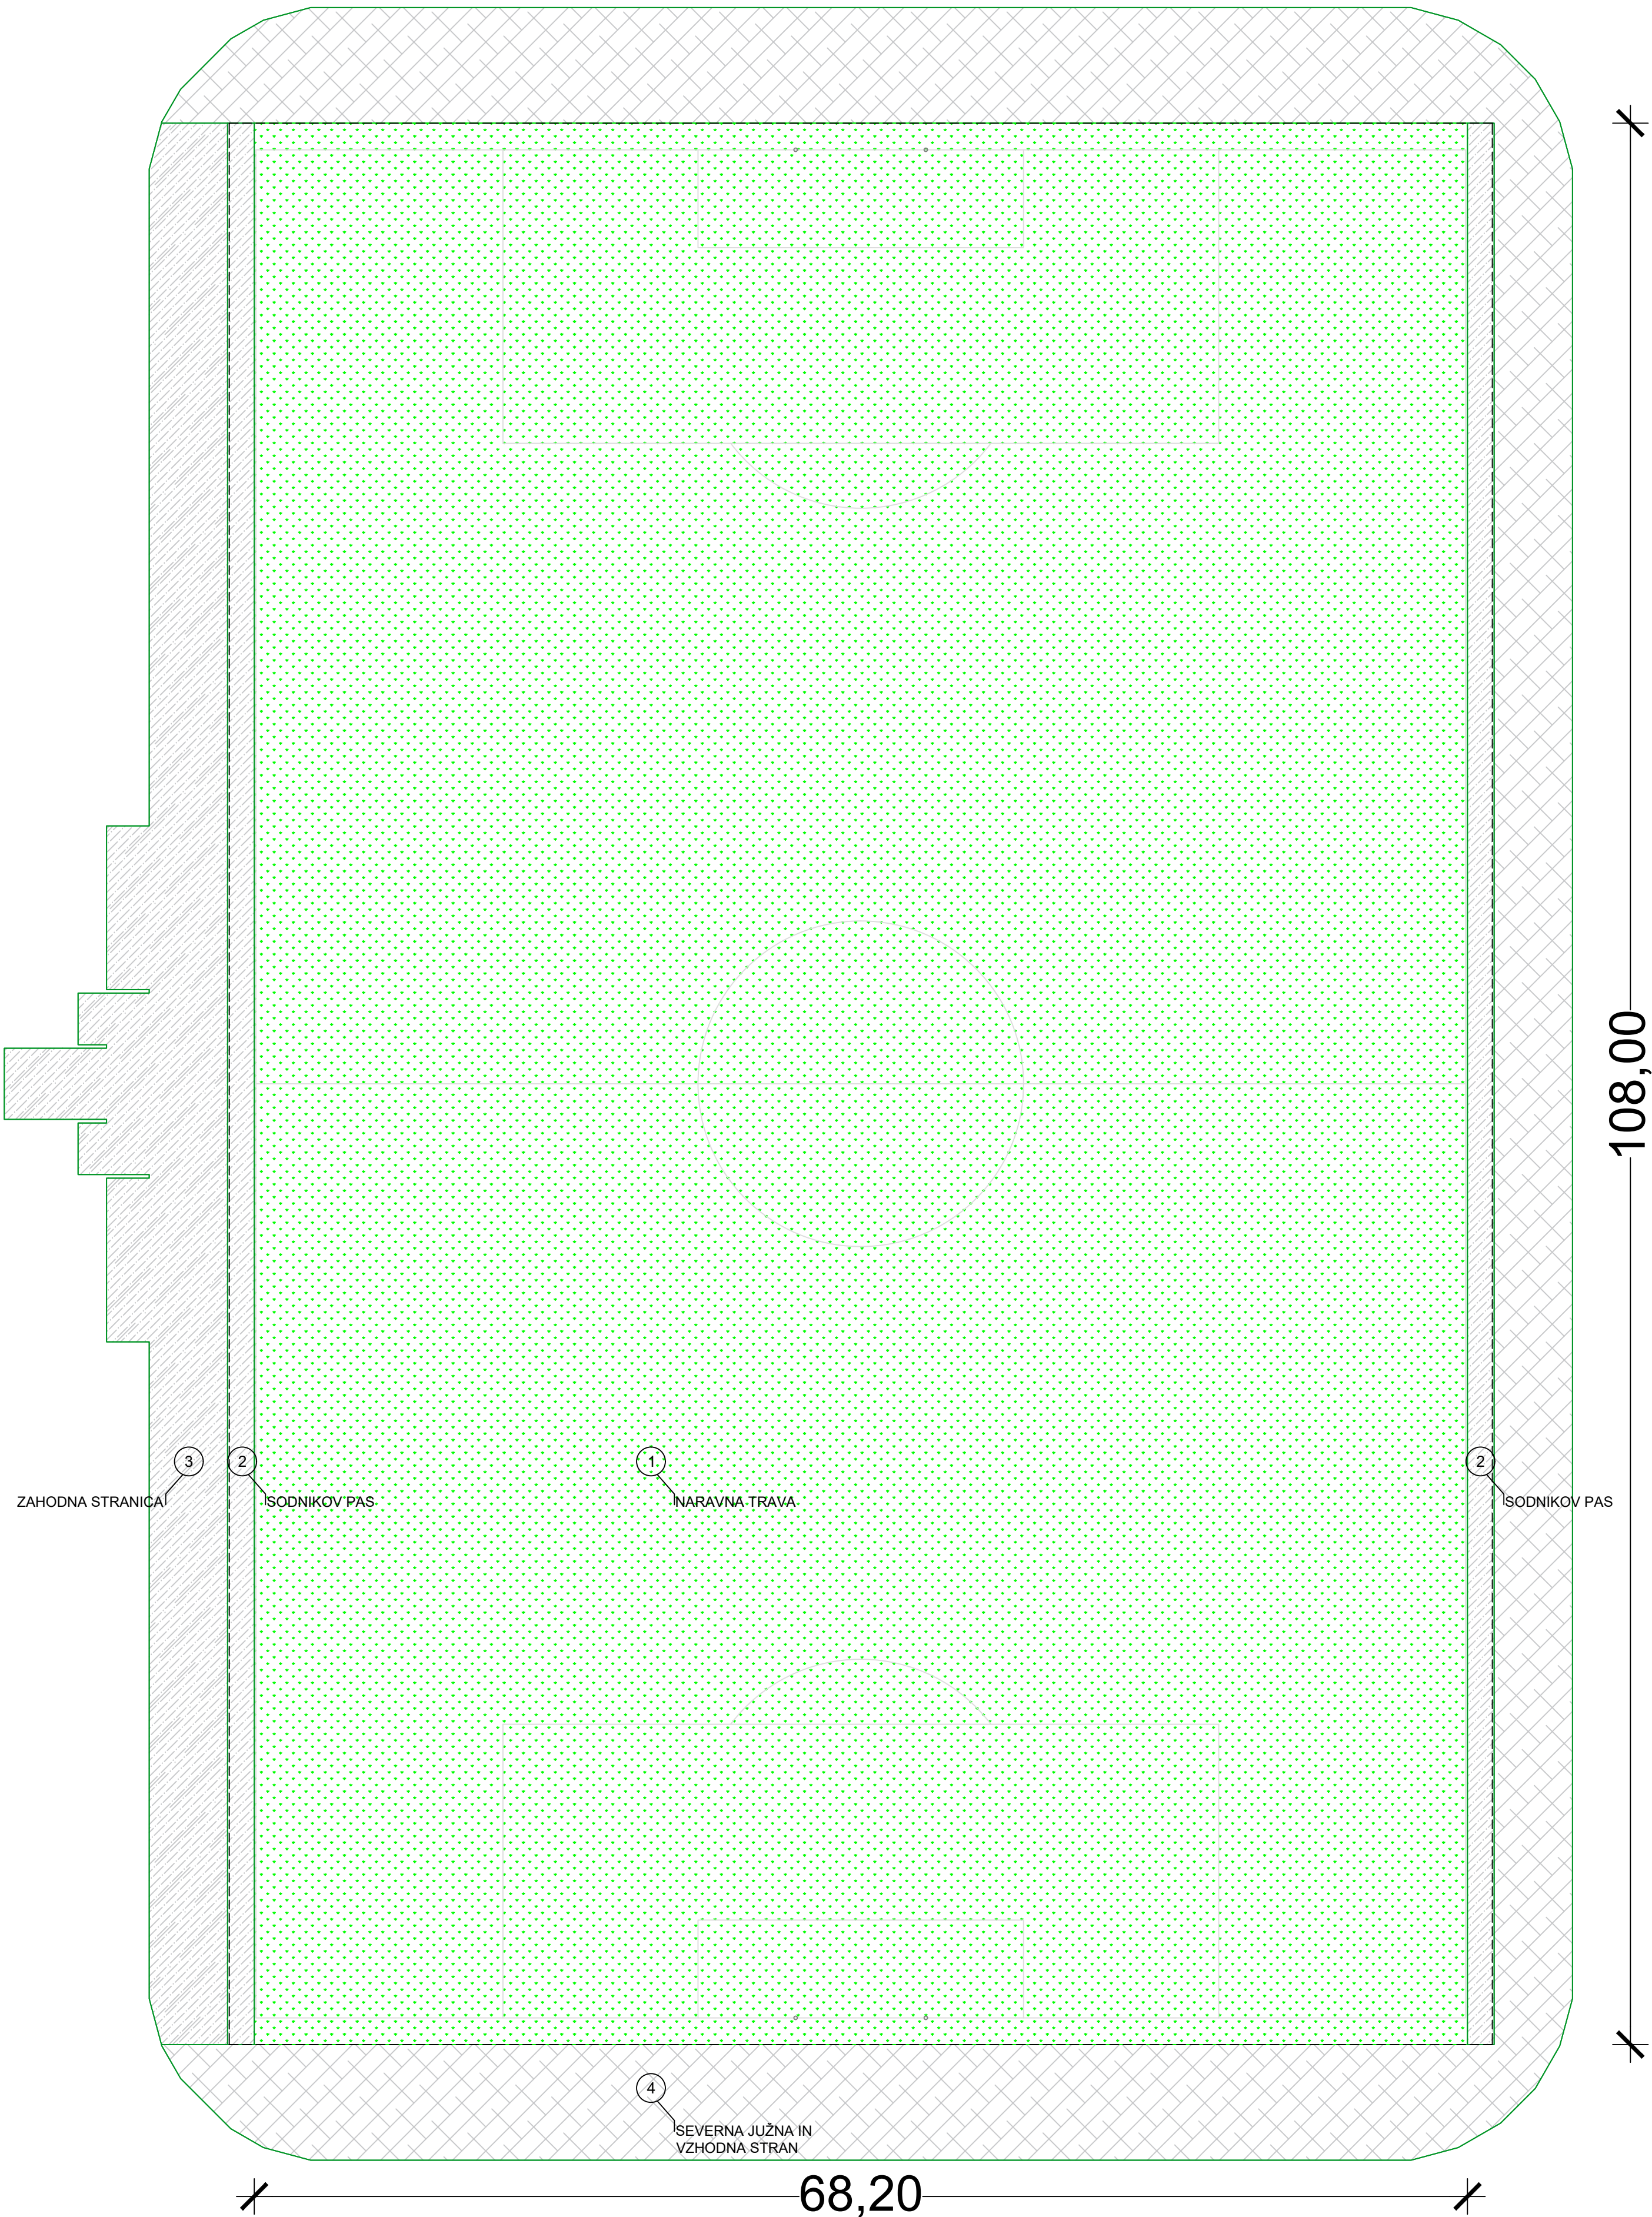 108,00
3
2
1
2
ZAHODNA STRANICA
SODNIKOV PAS
NARAVNA TRAVA
SODNIKOV PAS
4
SEVERNA JUŽNA IN
VZHODNA STRAN
68,20